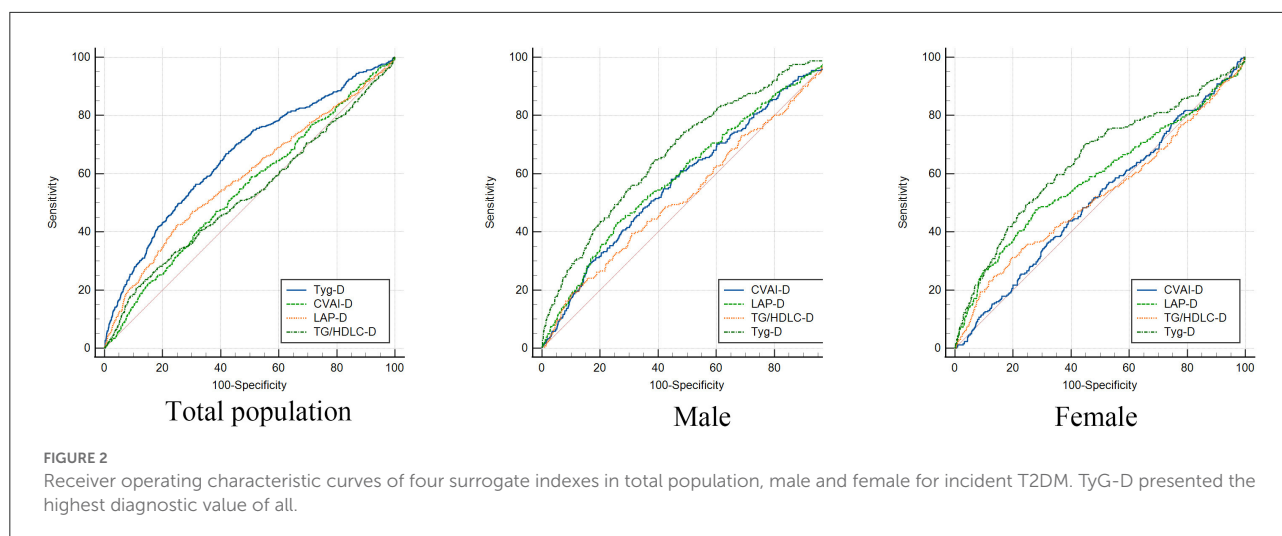 100
80
60
40
20
0
Sensitivity
Tyg-D
CVAI-D
LAP-D
TG/HDLC-D
0 20 40 60 80 100
100-Specificity
Total population
100
80
60
40
20
0
Sensitivity
CVAI-D
LAP-D
TG/HDLC-D
Tyg-D
0 20 40 60 80
100-Specificity
Male
100
80
60
40
20
0
Sensitivity
CVAI-D
LAP-D
TG/HDLC-D
Tyg-D
0 20 40 60 80 100
100-Specificity
Female
FIGURE 2
Receiver operating characteristic curves of four surrogate indexes in total population, male and female for incident T2DM. TyG-D presented the
highest diagnostic value of all.